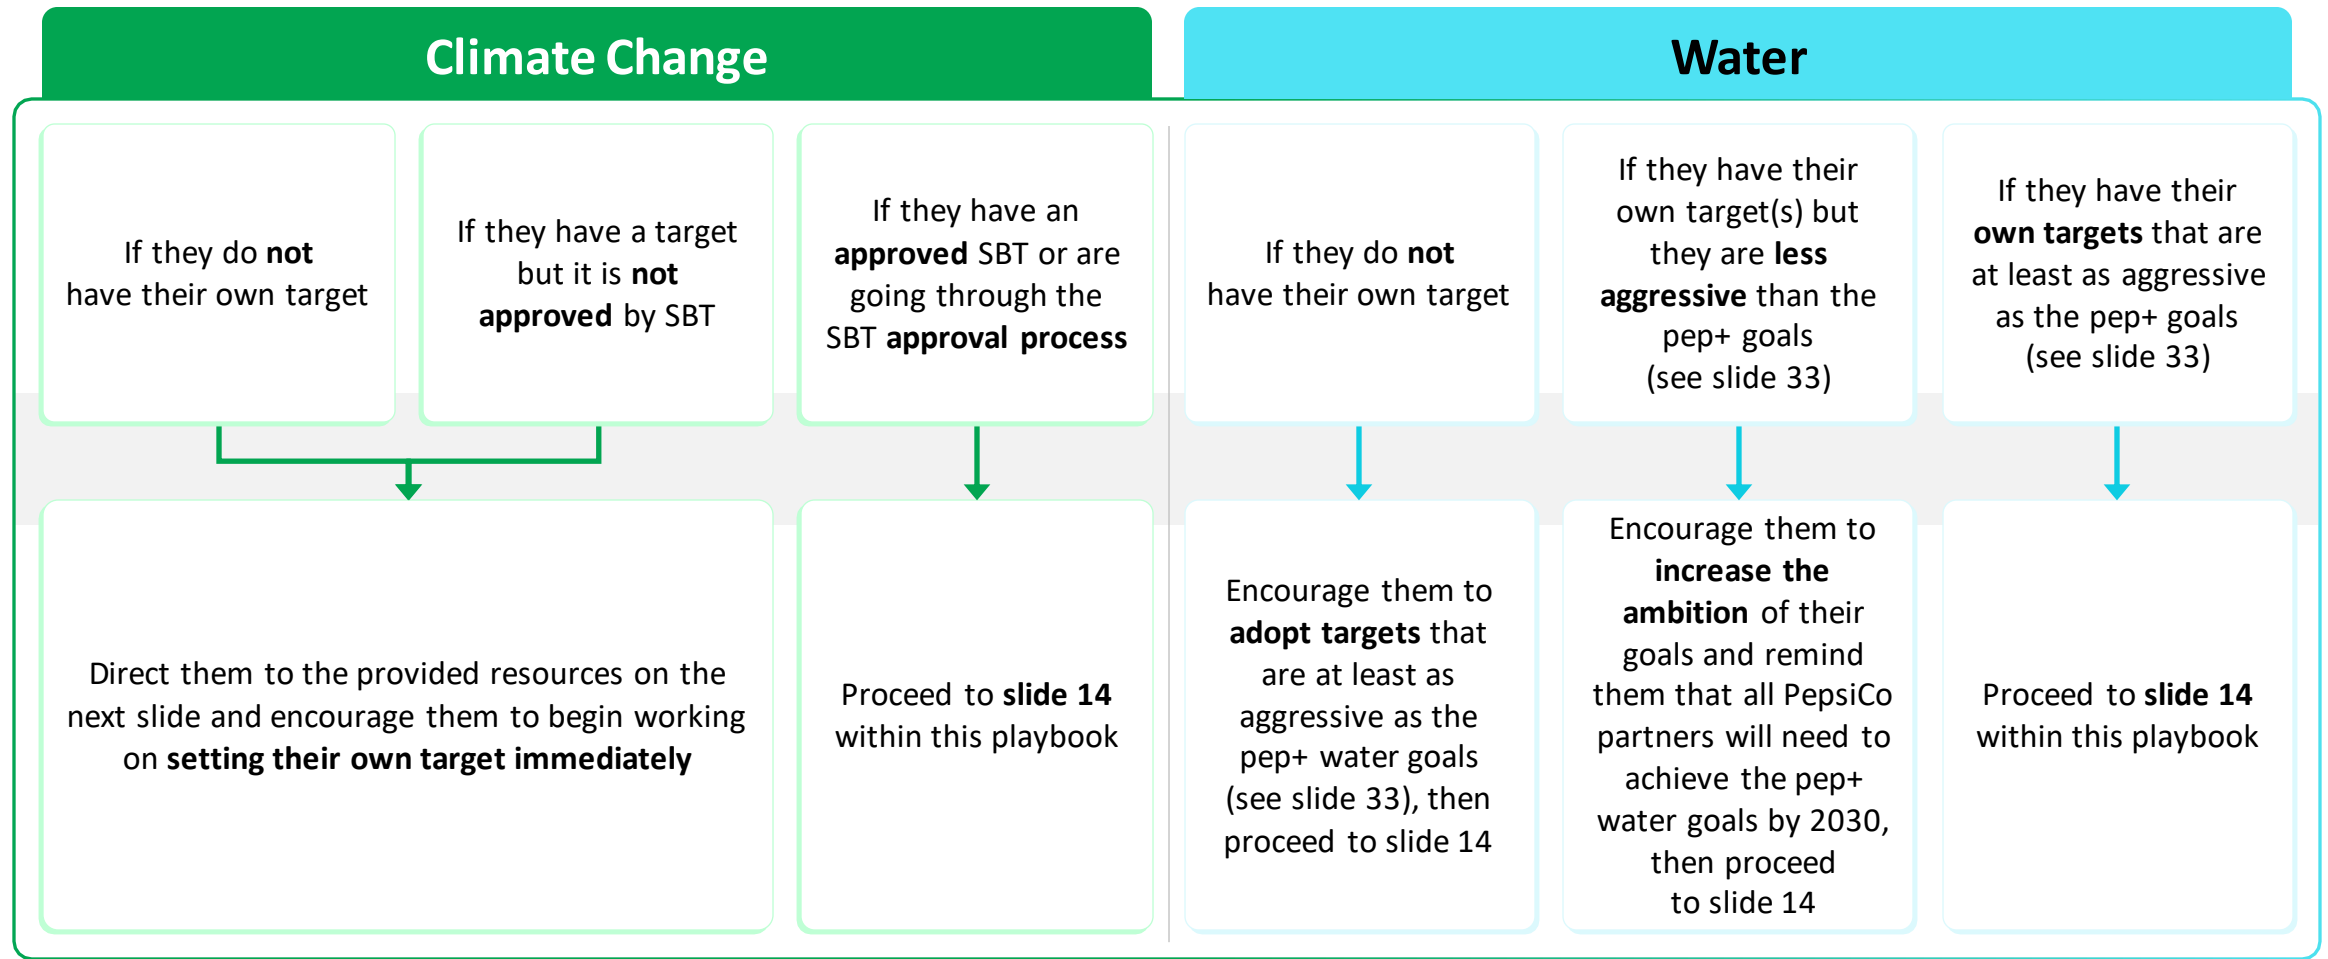 Climate Change
Water
If they do not
have their own target
If they have a target
but it is not
approved by SBT
If they have an
approved SBT or are
going through the
SBT approval process
If they do not
have their own target
If they have their
own target(s) but
they are less
aggressive than the
pep+ goals
(see slide 33)
If they have their
own targets that are
at least as aggressive
as the pep+ goals
(see slide 33)
Direct them to the provided resources on the
next slide and encourage them to begin working
on setting their own target immediately
Proceed to slide 14
within this playbook
Encourage them to
adopt targets that
are at least as
aggressive as the
pep+ water goals
(see slide 33), then
proceed to slide 14
Encourage them to
increase the
ambition of their
goals and remind
them that all PepsiCo
partners will need to
achieve the pep+
water goals by 2030,
then proceed
to slide 14
Proceed to slide 14
within this playbook